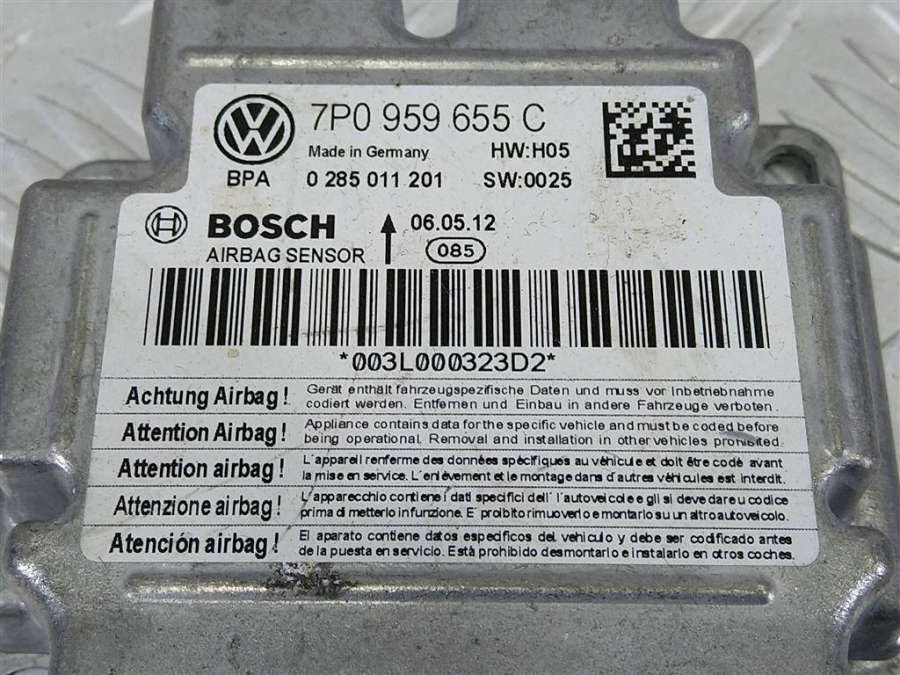 7P0 959 655 C
Made in Germany HW:H05
BPA 0 285 011 201 SW:0025
BOSCH 06.05.12
AIRBAG SENSOR 085
*003L000323D2*
Achtung Airbag! Gerät enthält fahrzeugspezifische Daten und muss vor Inbetriebnahme
codiert werden. Entfernen und Einbau in andere Fahrzeuge verboten.
Attention Airbag! Appliance contains data for the specific vehicle and must be coded before
being operational. Removal and installation in other vehicles prohibited.
Attention airbag! L'appareil renferme des données spécifiques au véhicule et doit être codé avant
la mise en service. L'enlèvement et le montage dans d'autres véhicules est interdit.
Attenzione airbag! L'apparecchio contiene i dati specifici dell' l'autoveicolo e gli si deve dare u codice
prima di metterlo in funzione. E' proibito rimuoverlo e montarlo su un altro autoveicolo.
Atención airbag! El aparato contiene datos específicos del vehículo y debe ser codificado antes
de la puesta en servicio. Está prohibido desmontarlo e instalarlo en otros coches.